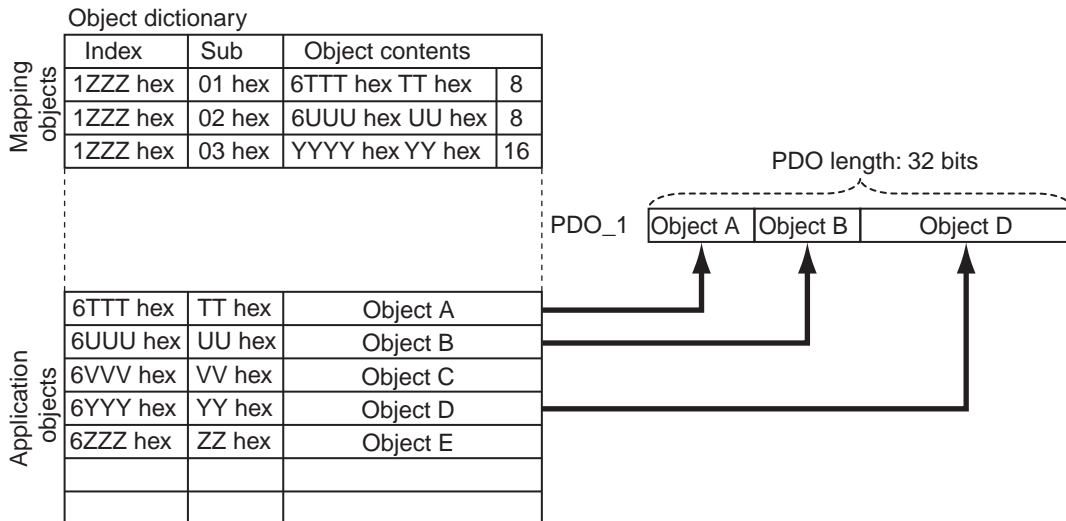 Object dictionary
Index Sub Object contents
1ZZZ hex 01 hex 6TTT hex TT hex 8
1ZZZ hex 02 hex 6UUU hex UU hex 8
1ZZZ hex 03 hex YYYY hex YY hex 16
Mapping
objects
PDO length: 32 bits
PDO_1 Object A Object B Object D
6TTT hex TT hex Object A
6UUU hex UU hex Object B
6VVV hex VV hex Object C
6YYY hex YY hex Object D
6ZZZ hex ZZ hex Object E
Application
objects